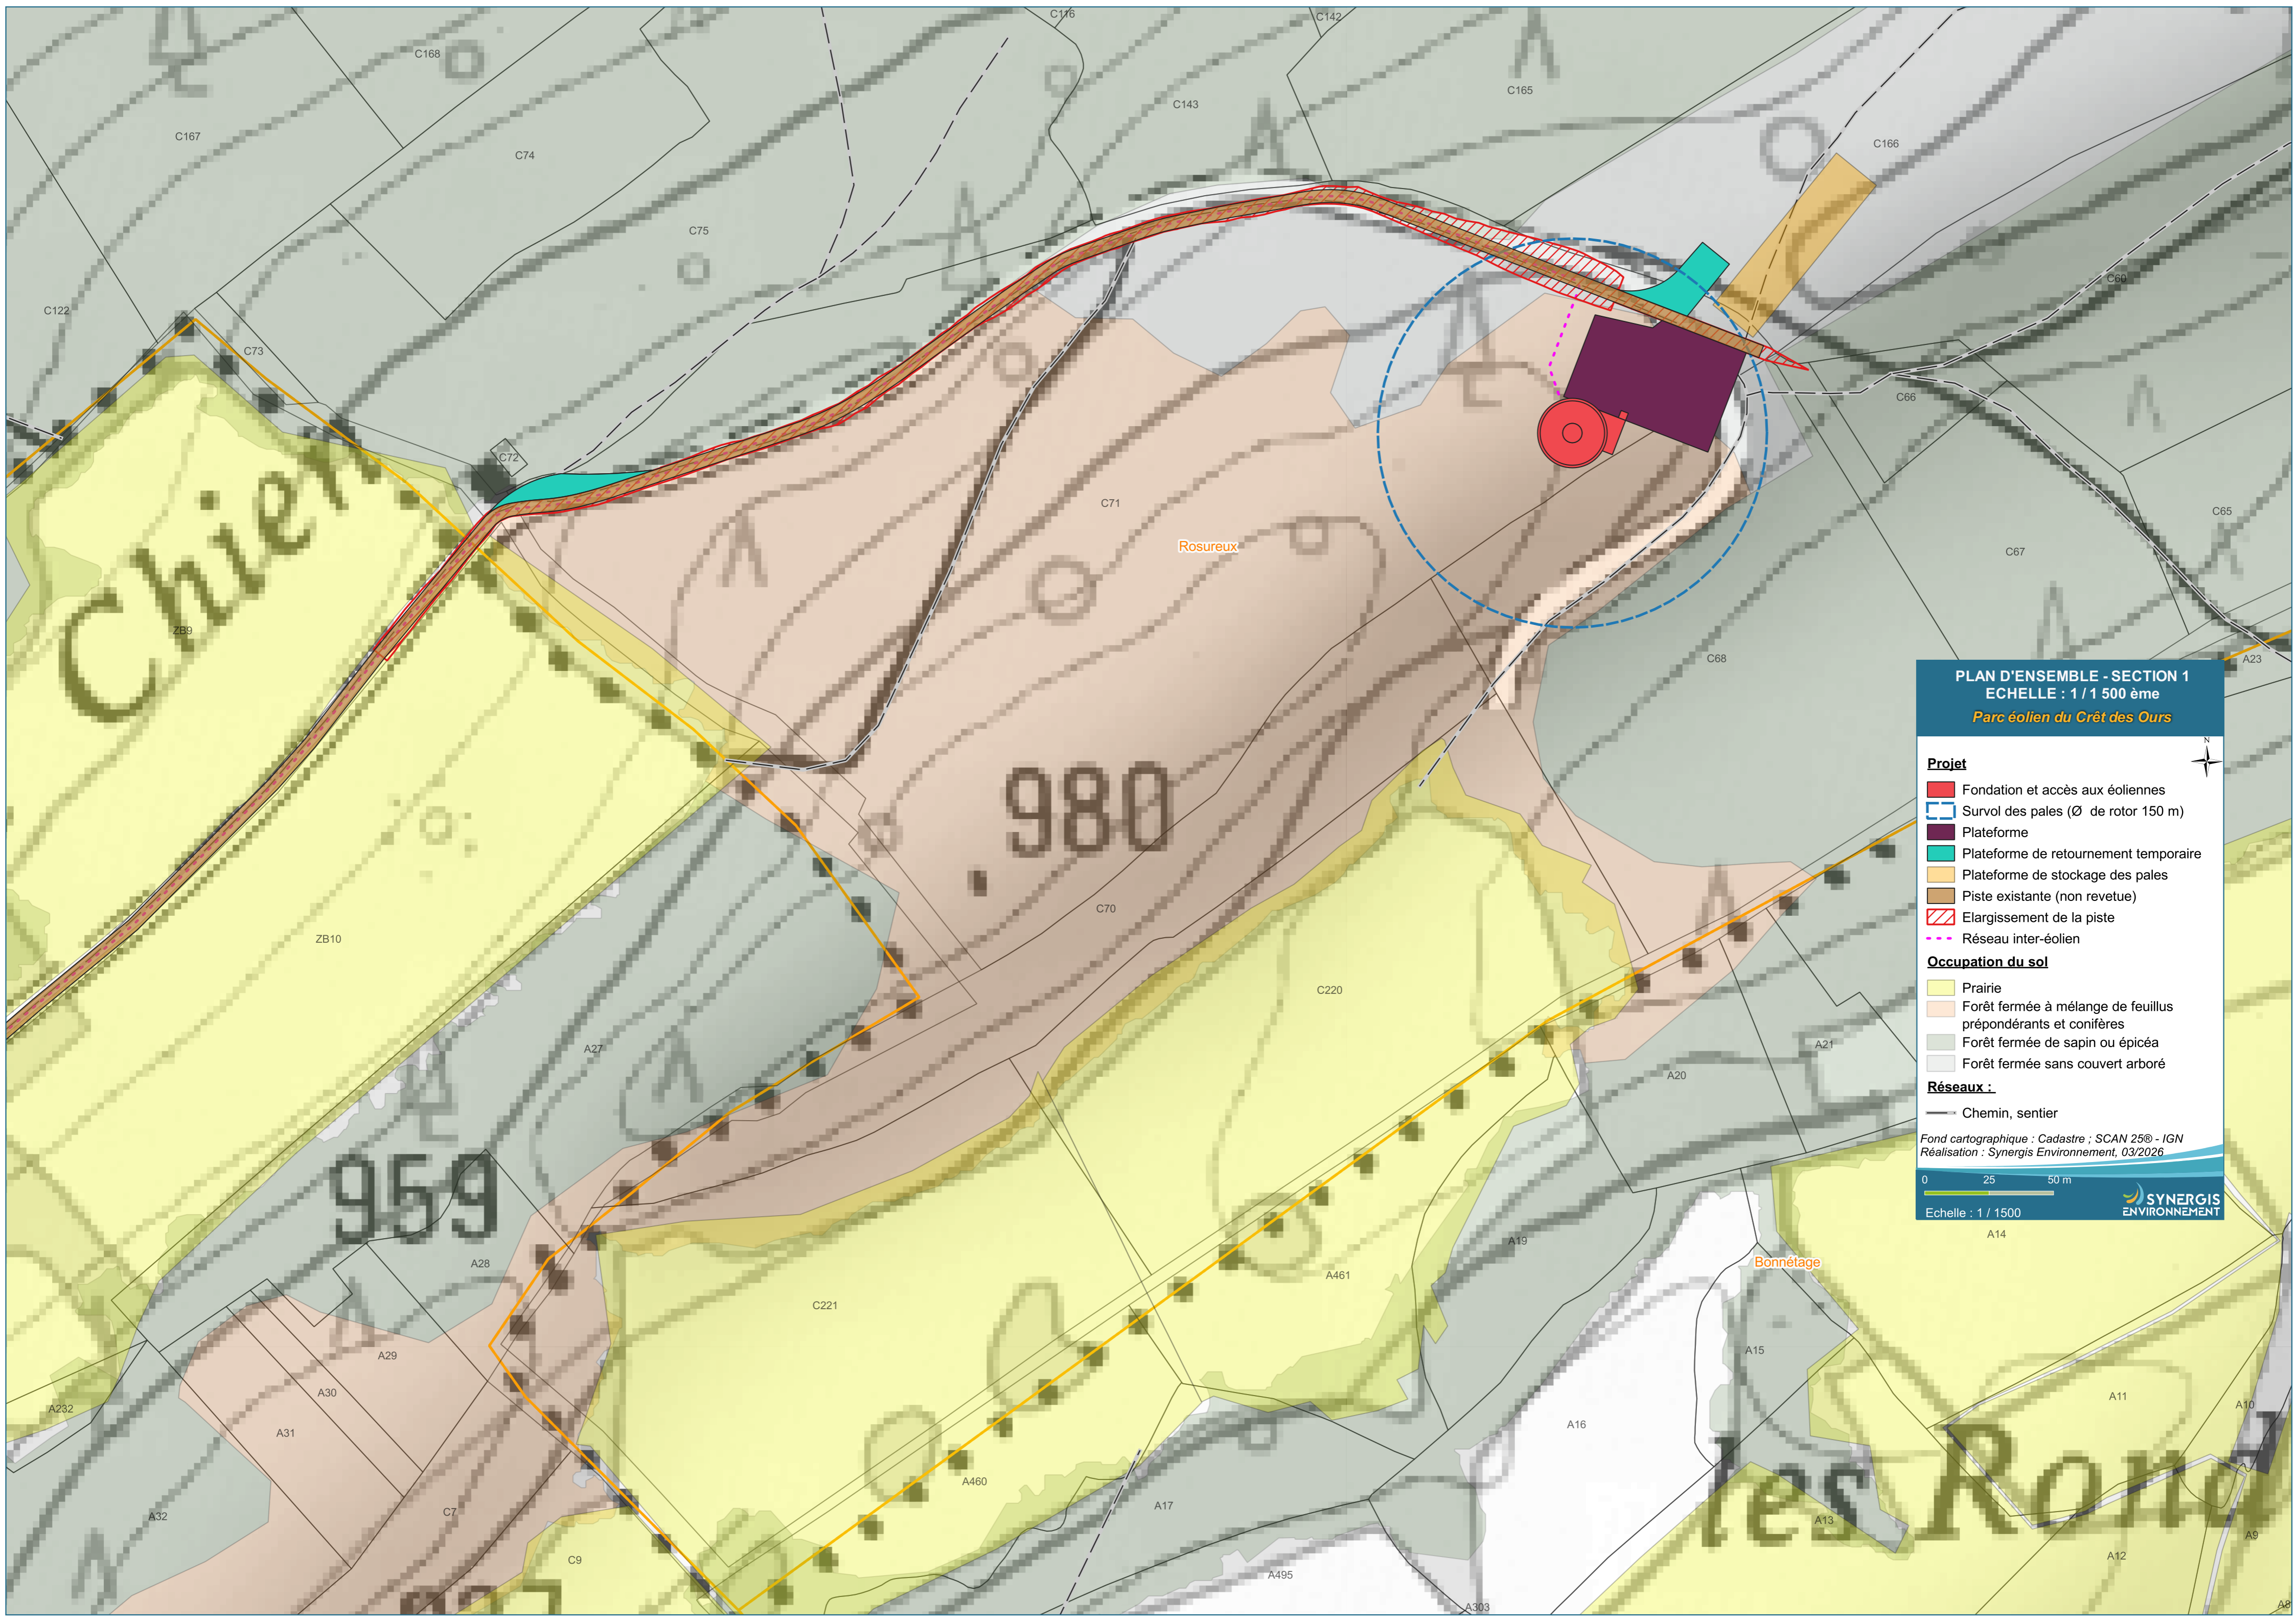 C116
C142
C168
C165
C143
C167
C166
C74
C75
C60
C122
C73
C66
C72
C71
C65
Chien
Rosureux
C67
ZB9
C68
A23
980
C70
ZB10
C220
A27
A21
A20
959
A19
A28
A461
Bonnétage
A14
C221
A15
A29
A30
A11
A10
A232
A16
A31
les Rond
A460
A17
A32
C7
A13
A9
C9
A12
A495
A303
A8
PLAN D'ENSEMBLE - SECTION 1
ECHELLE : 1 / 1 500 ème
Parc éolien du Crêt des Ours
N
Projet
Fondation et accès aux éoliennes
Survol des pales (Ø de rotor 150 m)
Plateforme
Plateforme de retournement temporaire
Plateforme de stockage des pales
Piste existante (non revetue)
Elargissement de la piste
Réseau inter-éolien
Occupation du sol
Prairie
Forêt fermée à mélange de feuillus
prépondérants et conifères
Forêt fermée de sapin ou épicéa
Forêt fermée sans couvert arboré
Réseaux :
Chemin, sentier
Fond cartographique : Cadastre ; SCAN 25® - IGN
Réalisation : Synergis Environnement, 03/2026
0 25 50 m
Echelle : 1 / 1500
SYNERGIS
ENVIRONNEMENT